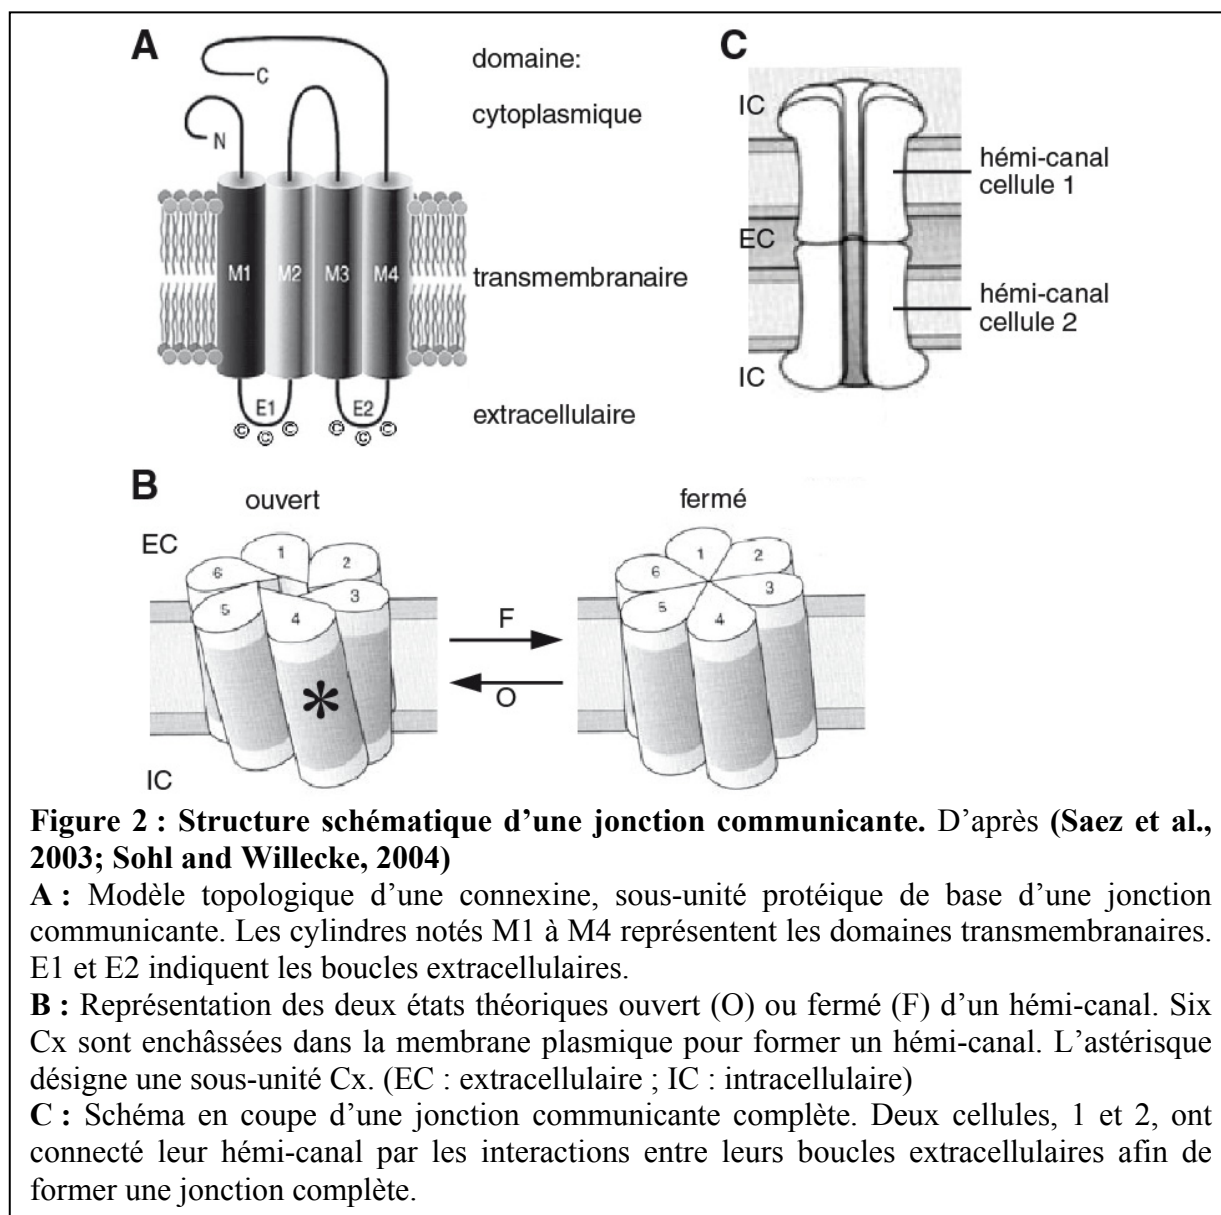 A
domaine:
cytoplasmique
transmembranaire
extracellulaire
C
N
M1 M2 M3 M4
E1 E2
© © © © © ©
C
IC
EC
IC
hémi-canal
cellule 1
hémi-canal
cellule 2
B
ouvert
fermé
EC
IC
1
2
3
4
5
6
*
F
O
1
2
3
4
5
6
Figure 2 : Structure schématique d’une jonction communicante. D’après (Saez et al.,
2003; Sohl and Willecke, 2004)
A : Modèle topologique d’une connexine, sous-unité protéique de base d’une jonction
communicante. Les cylindres notés M1 à M4 représentent les domaines transmembranaires.
E1 et E2 indiquent les boucles extracellulaires.
B : Représentation des deux états théoriques ouvert (O) ou fermé (F) d’un hémi-canal. Six
Cx sont enchâssées dans la membrane plasmique pour former un hémi-canal. L’astérisque
désigne une sous-unité Cx. (EC : extracellulaire ; IC : intracellulaire)
C : Schéma en coupe d’une jonction communicante complète. Deux cellules, 1 et 2, ont
connecté leur hémi-canal par les interactions entre leurs boucles extracellulaires afin de
former une jonction complète.